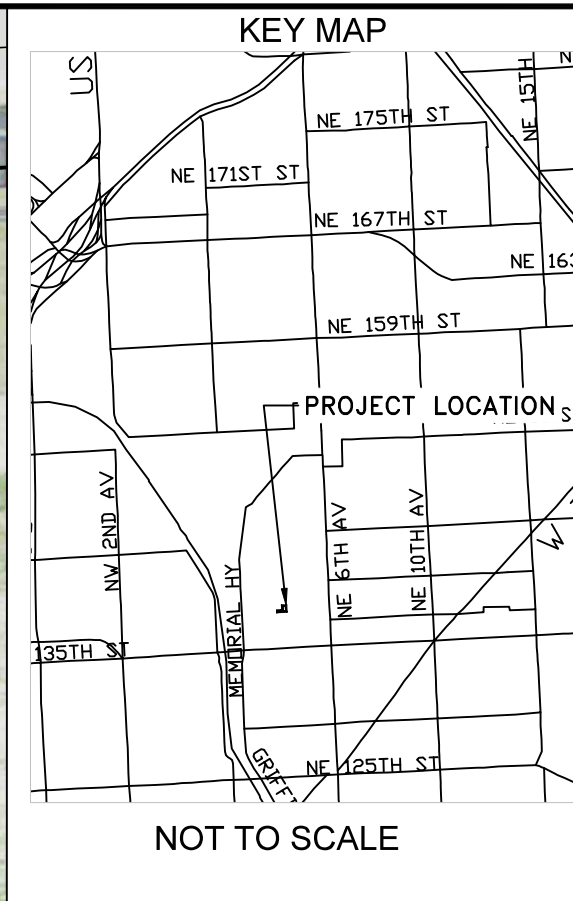 KEY MAP
US
NE 15TH
N
NE 175TH ST
NE 171ST ST
NE 167TH ST
NE 163
NE 159TH ST
PROJECT LOCATION
S
NW 2ND AV
NE 6TH AV
NE 10TH AV
W
MEMORIAL HY
135TH ST
GRIFFI
NE 125TH ST
NOT TO SCALE